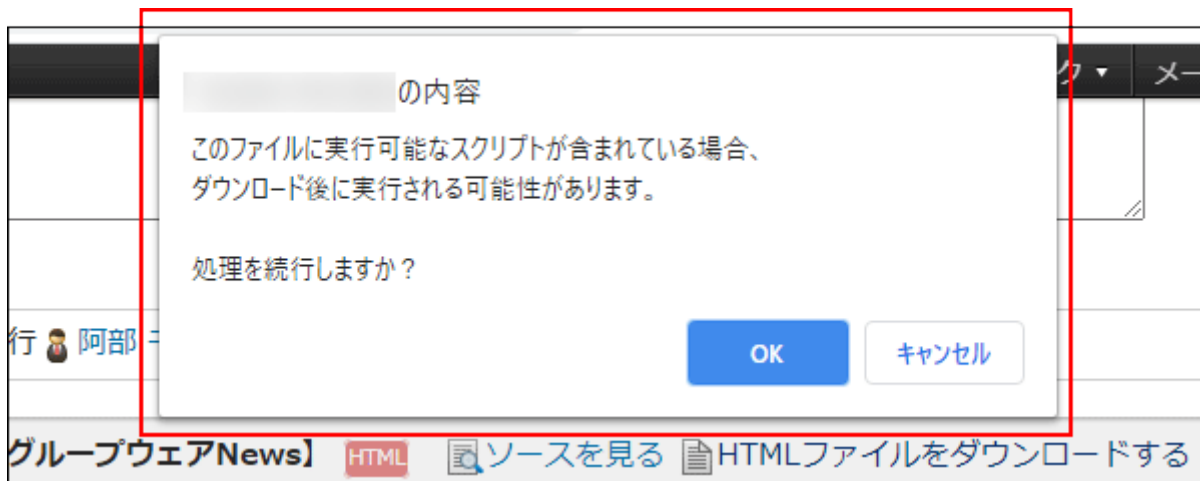 ク▼ メー
の内容
このファイルに実行可能なスクリプトが含まれている場合、
ダウンロード後に実行される可能性があります。
処理を続行しますか？
OK キャンセル
行 阿部
グループウェアNews】 HTML ソースを見る HTMLファイルをダウンロードする